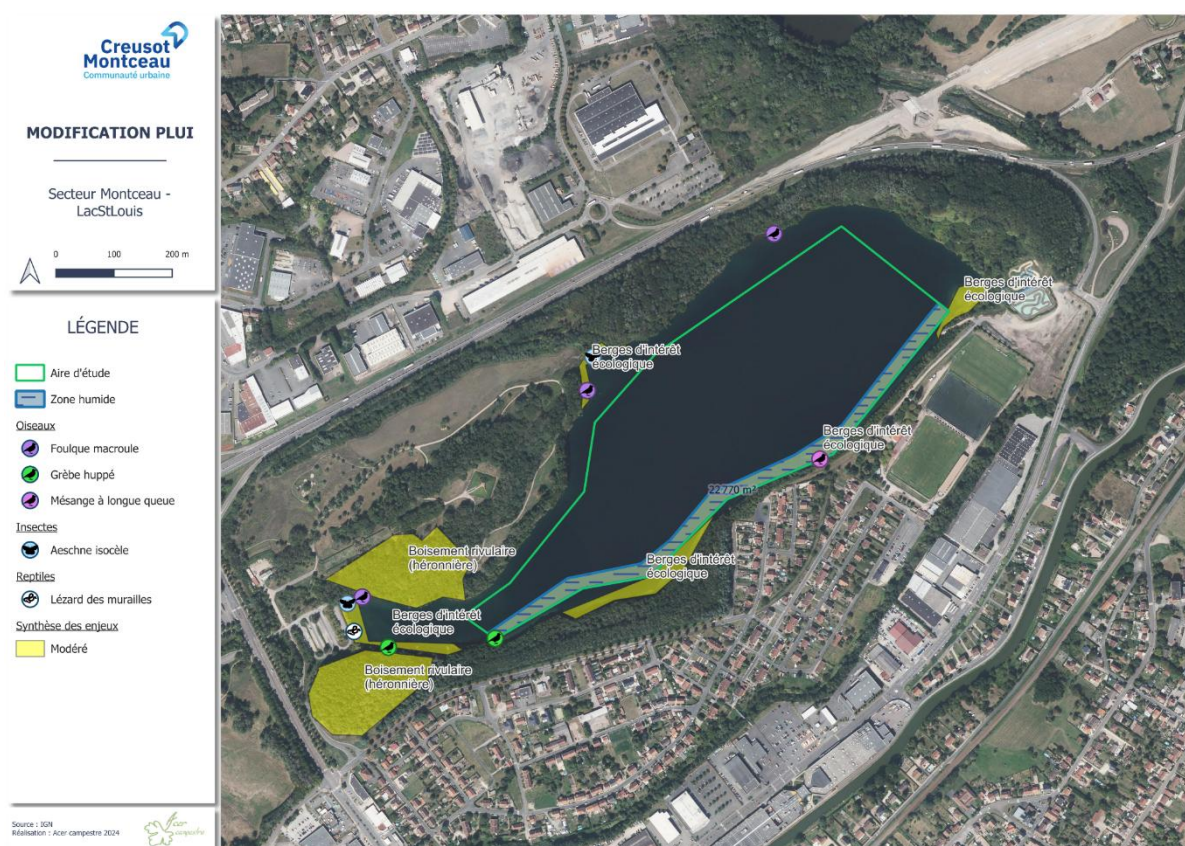 Creusot
Montceau
Communauté urbaine
MODIFICATION PLUI
Secteur Montceau -
LacStLouis
0 100 200 m
LÉGENDE
Aire d'étude
Zone humide
Oiseaux
Foulque macroule
Grèbe huppé
Mésange à longue queue
Insectes
Aeschne isocèle
Reptiles
Lézard des murailles
Synthèse des enjeux
Modéré
Source : IGN
Réalisation : Acer campestre 2024
acer
campestre
Berges d'intérêt
écologique
Berges d'intérêt
écologique
Berges d'intérêt
écologique
22770 m²
Berges d'intérêt
écologique
Boisement rivulaire
(héronnière)
Berges d'intérêt
écologique
Boisement rivulaire
(héronnière)